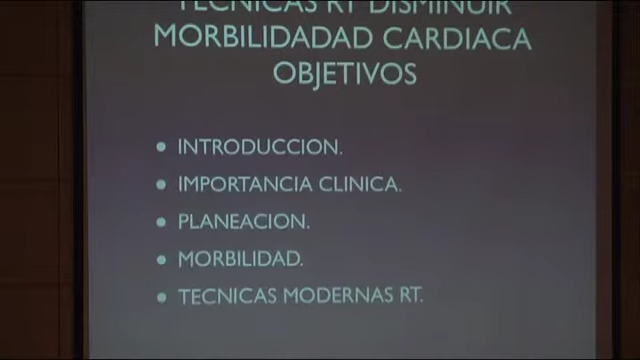 TECNICAS RT DISMINUIR
MORBILIDADAD CARDIACA
OBJETIVOS
• INTRODUCCION.
• IMPORTANCIA CLINICA.
• PLANEACION.
• MORBILIDAD.
• TECNICAS MODERNAS RT.